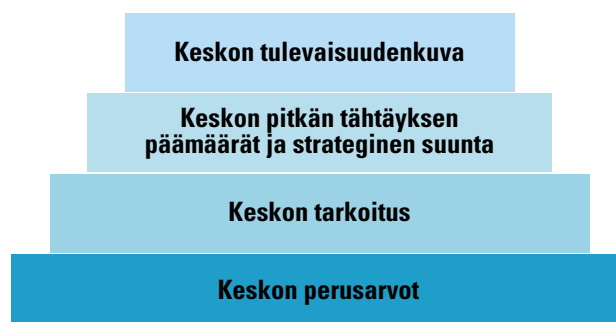 Keskon tulevaisuudenkuva
Keskon pitkän tähtäyksen
päämäärät ja strateginen suunta
Keskon tarkoitus
Keskon perusarvot